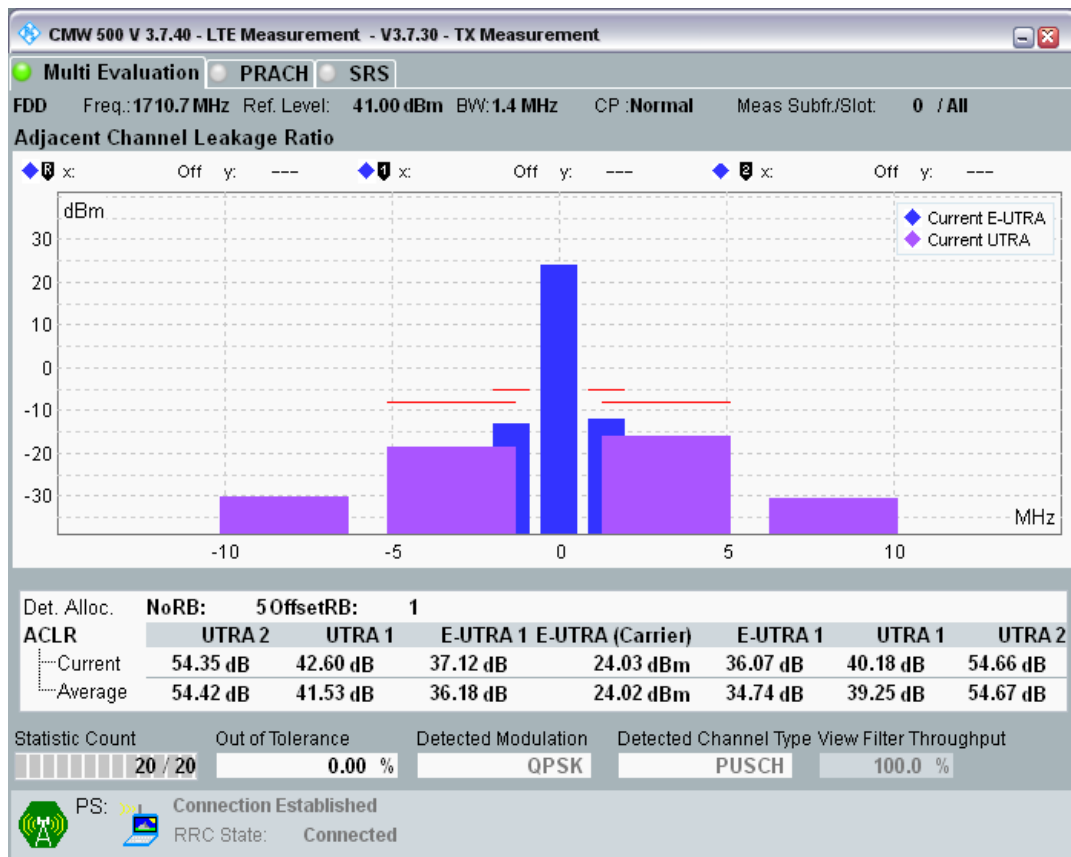 CMW 500 V 3.7.40 - LTE Measurement - V3.7.30 - TX Measurement
Multi Evaluation PRACH SRS
FDD Freq.: 1710.7 MHz Ref. Level: 41.00 dBm BW: 1.4 MHz CP :Normal Meas Subfr./Slot: 0 / All
Adjacent Channel Leakage Ratio
R x: Off y: --- 1 x: Off y: --- 2 x: Off y: ---
dBm
Current E-UTRA
Current UTRA
30
20
10
0
-10
-20
-30
MHz
-10 -5 0 5 10
Det. Alloc. NoRB: 5 OffsetRB: 1
ACLR UTRA 2 UTRA 1 E-UTRA 1 E-UTRA (Carrier) E-UTRA 1 UTRA 1 UTRA 2
Current 54.35 dB 42.60 dB 37.12 dB 24.03 dBm 36.07 dB 40.18 dB 54.66 dB
Average 54.42 dB 41.53 dB 36.18 dB 24.02 dBm 34.74 dB 39.25 dB 54.67 dB
Statistic Count Out of Tolerance Detected Modulation Detected Channel Type View Filter Throughput
20 / 20 0.00 % QPSK PUSCH 100.0 %
PS: Connection Established
RRC State: Connected